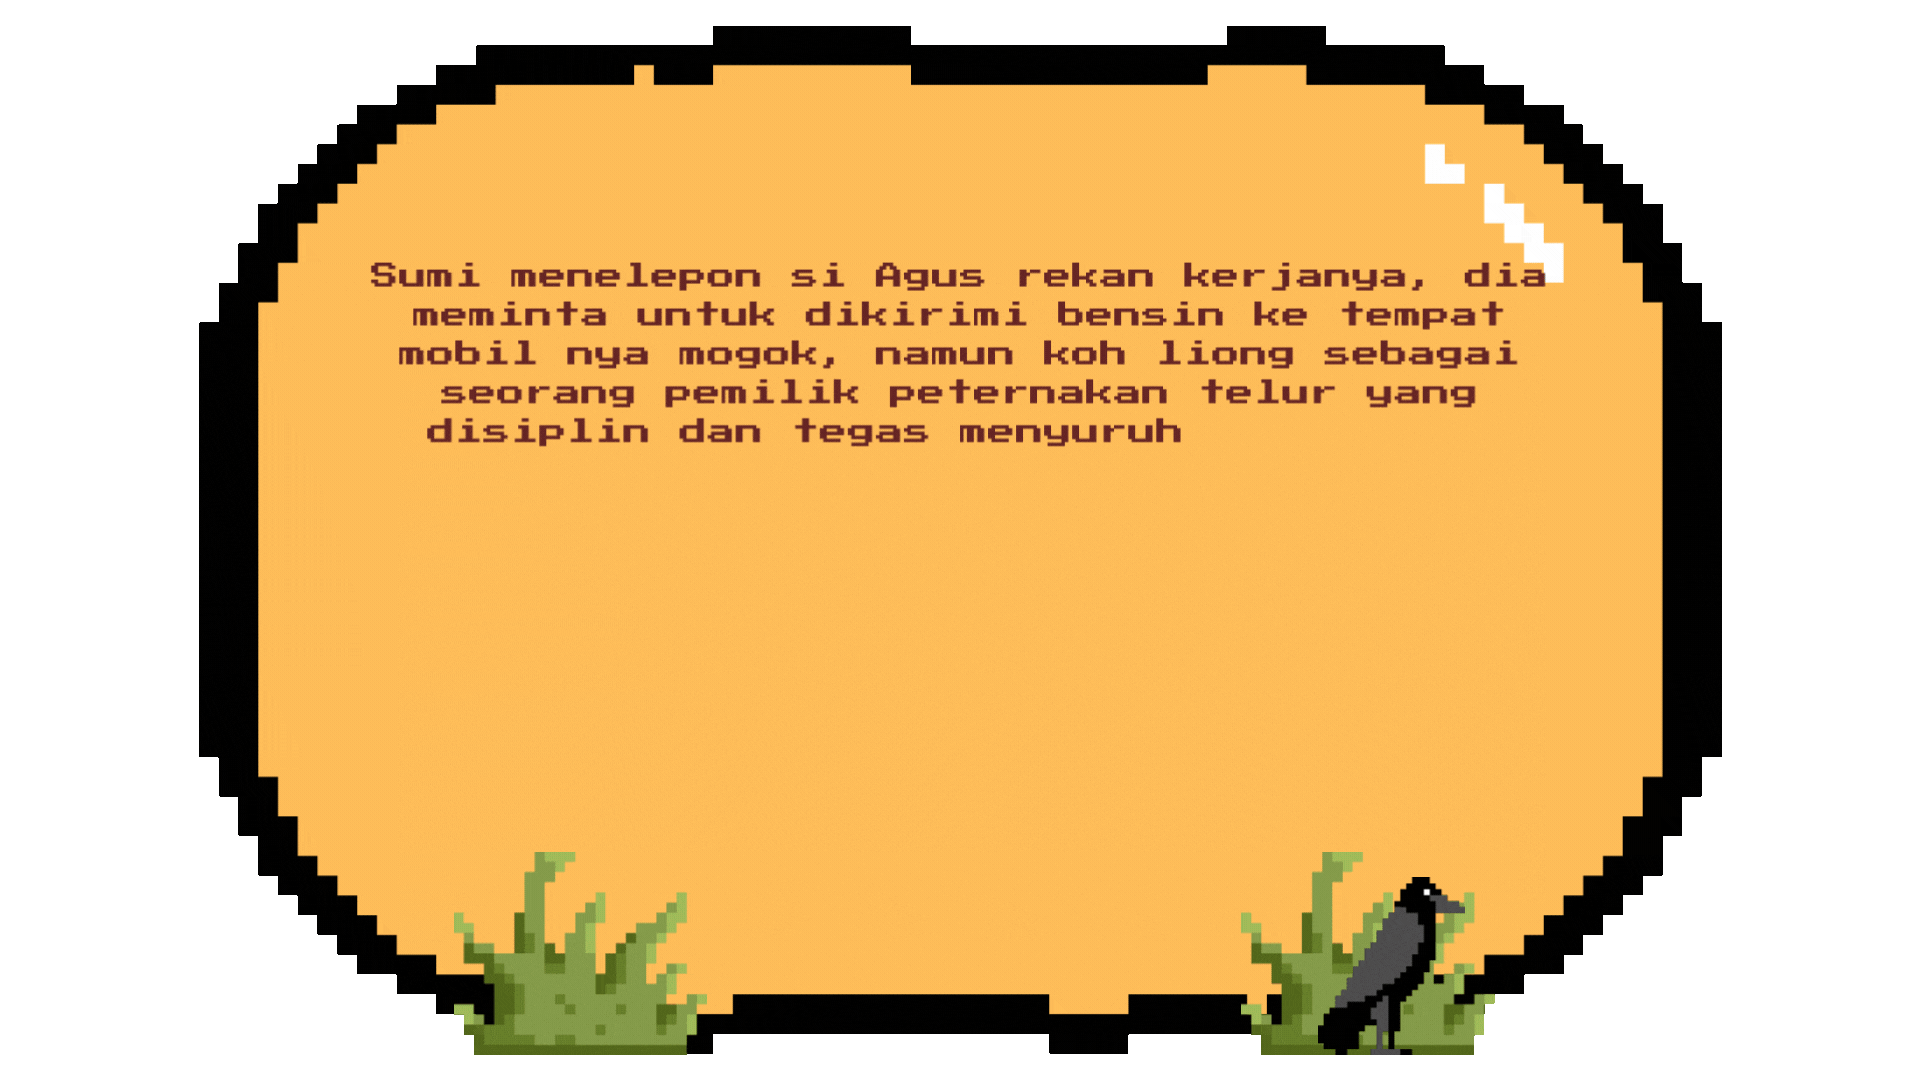 Sumi menelepon si Agus rekan kerjanya, dia
meminta untuk dikirimi bensin ke tempat
mobil nya mogok, namun koh liong sebagai
seorang pemilik peternakan telur yang
disiplin dan tegas menyuruh